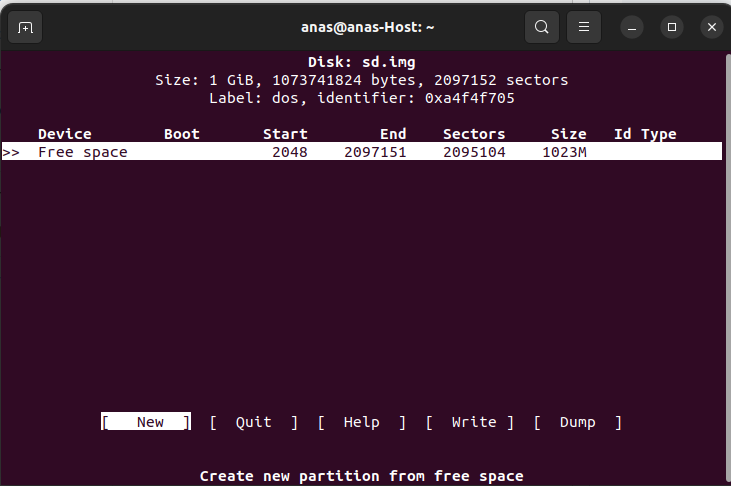 anas@anas-Host: ~
Disk: sd.img
Size: 1 GiB, 1073741824 bytes, 2097152 sectors
Label: dos, identifier: 0xa4f4f705
Device Boot Start End Sectors Size Id Type
>> Free space 2048 2097151 2095104 1023M
[ New ] [ Quit ] [ Help ] [ Write ] [ Dump ]
Create new partition from free space